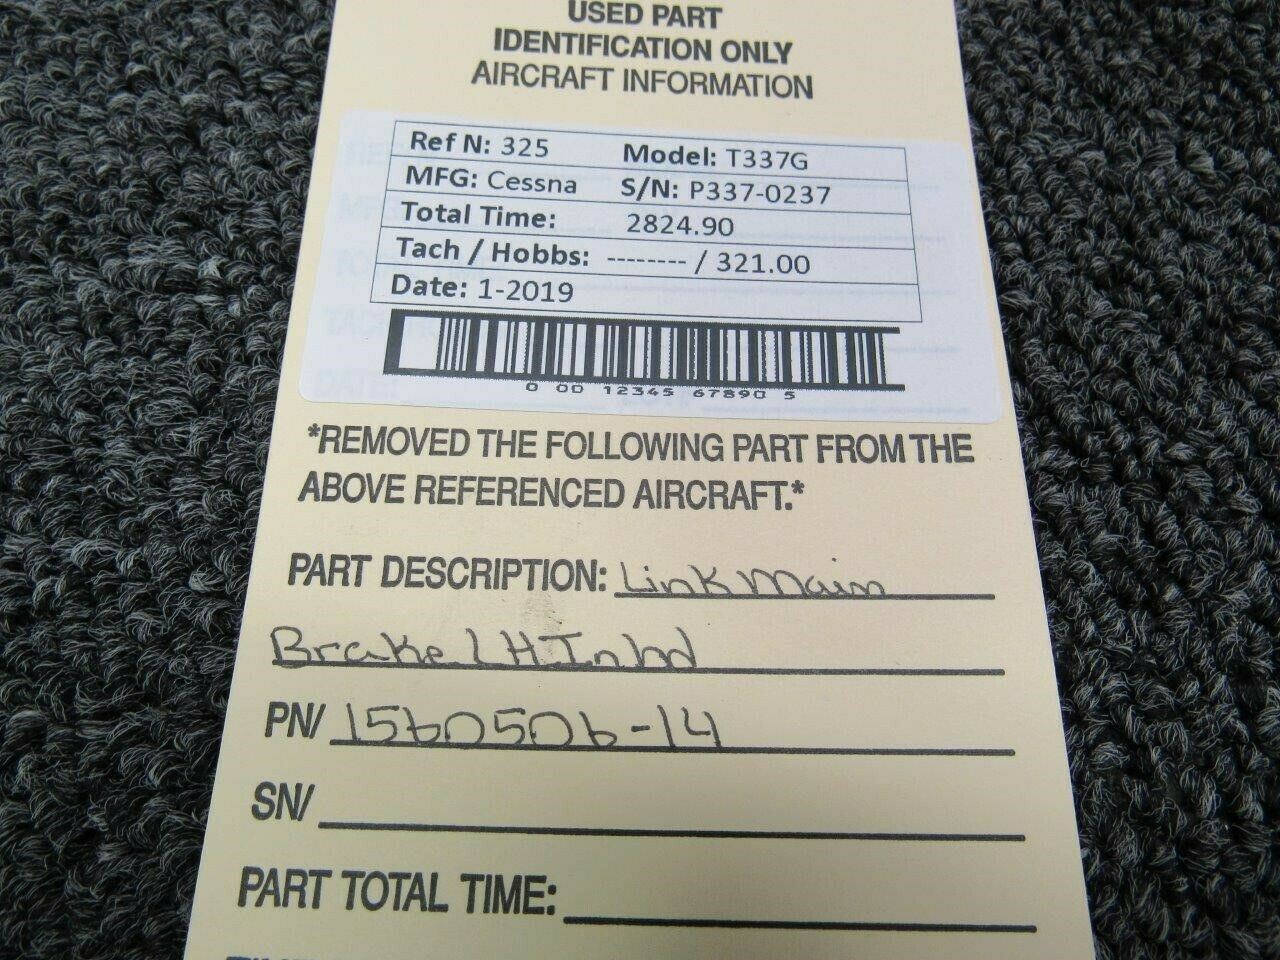 USED PART
IDENTIFICATION ONLY
AIRCRAFT INFORMATION
Ref N: 325 Model: T337G
MFG: Cessna S/N: P337-0237
Total Time: 2824.90
Tach / Hobbs: -------- / 321.00
Date: 1-2019
0 00 12345 67890 5
*REMOVED THE FOLLOWING PART FROM THE
ABOVE REFERENCED AIRCRAFT.*
PART DESCRIPTION: Link Main
Brake LH Inbd
PN/ 1560506-14
SN/
PART TOTAL TIME: